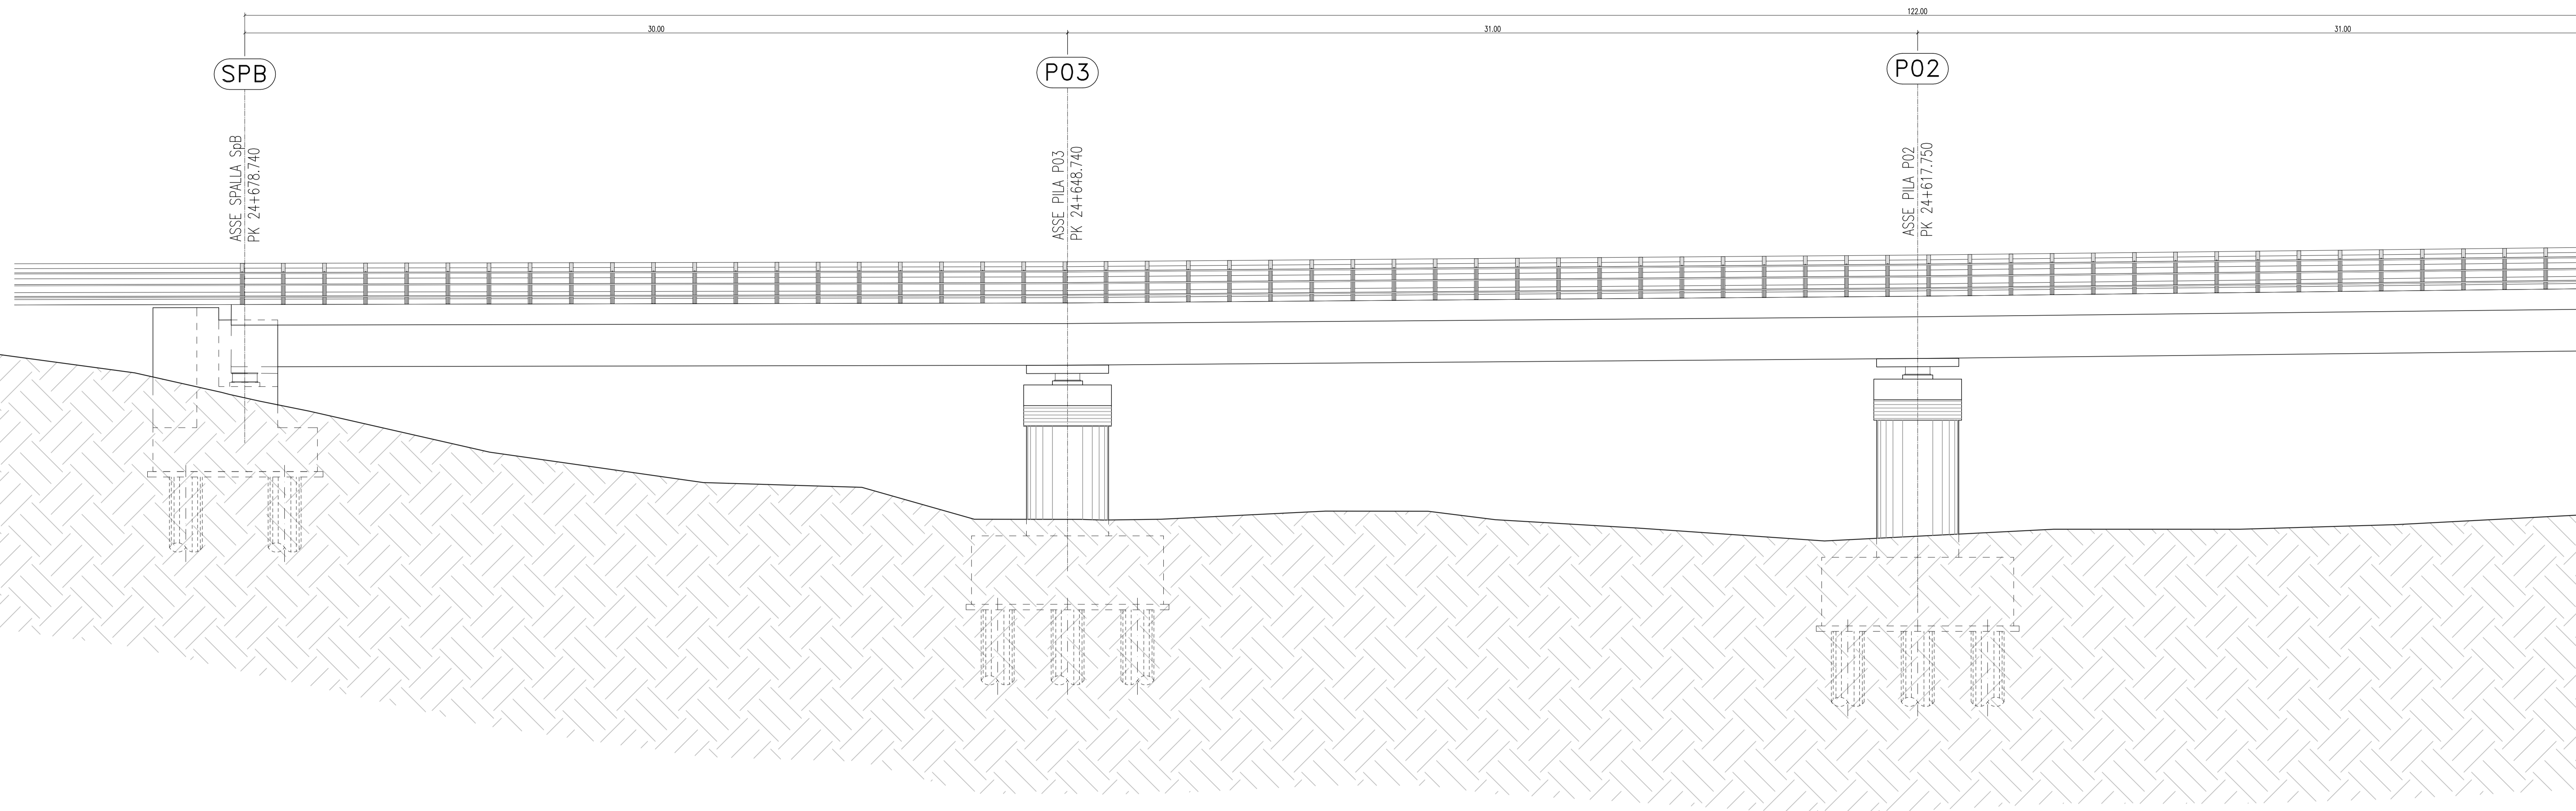 122.00
30.00
31.00
31.00
SPB
P03
P02
ASSE SPALLA SpB
PK 24+678.740
ASSE PILA P03
PK 24+648.740
ASSE PILA P02
PK 24+617.750